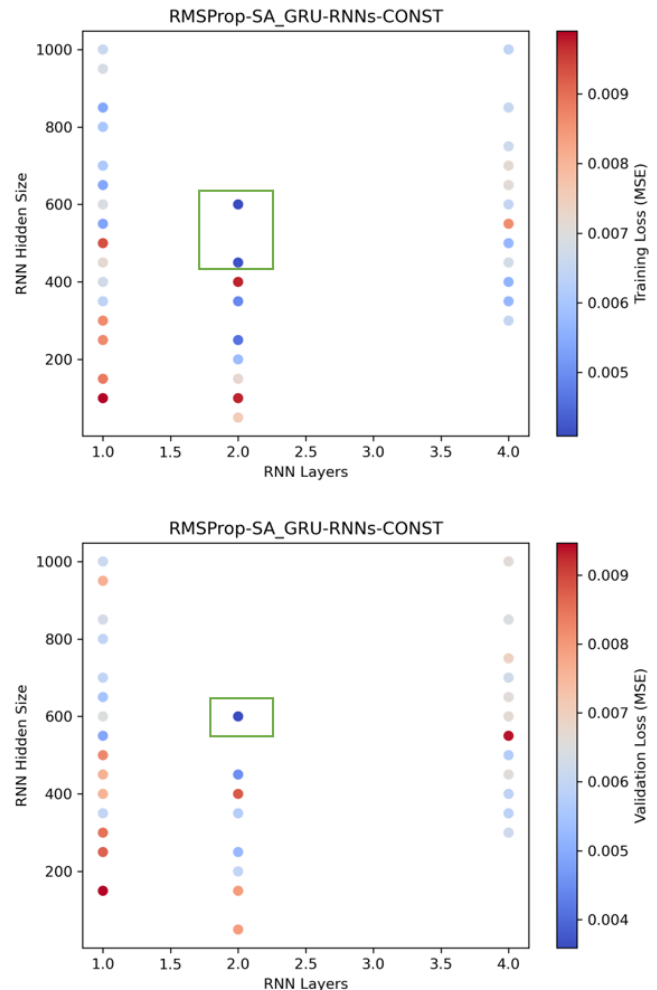 RMSProp-SA_GRU-RNNs-CONST
1000
800
600
400
200
RNN Hidden Size
1.0 1.5 2.0 2.5 3.0 3.5 4.0
RNN Layers
0.009
0.008
0.007
0.006
0.005
Training Loss (MSE)
RMSProp-SA_GRU-RNNs-CONST
1000
800
600
400
200
RNN Hidden Size
1.0 1.5 2.0 2.5 3.0 3.5 4.0
RNN Layers
0.009
0.008
0.007
0.006
0.005
0.004
Validation Loss (MSE)